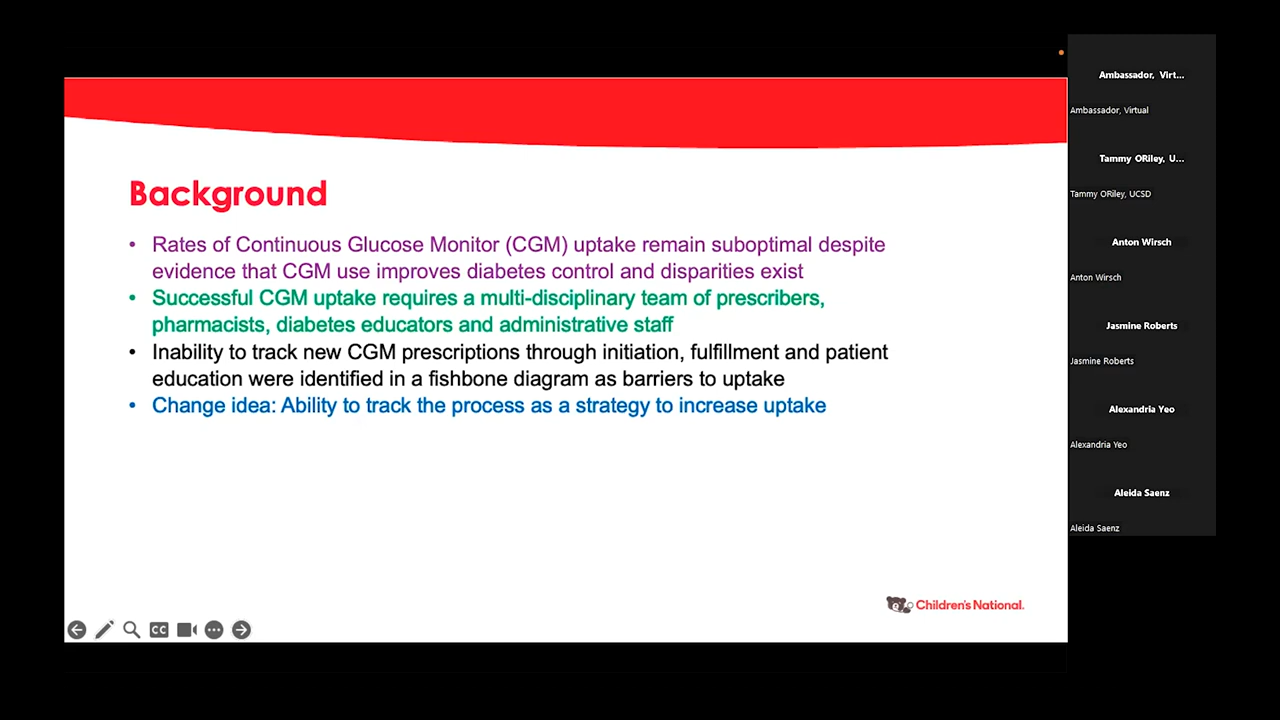 Background
• Rates of Continuous Glucose Monitor (CGM) uptake remain suboptimal despite
evidence that CGM use improves diabetes control and disparities exist
• Successful CGM uptake requires a multi-disciplinary team of prescribers,
pharmacists, diabetes educators and administrative staff
• Inability to track new CGM prescriptions through initiation, fulfillment and patient
education were identified in a fishbone diagram as barriers to uptake
• Change idea: Ability to track the process as a strategy to increase uptake
Children's National.
CC
Ambassador, Virt...
Ambassador, Virtual
Tammy ORiley, U...
Tammy ORiley, UCSD
Anton Wirsch
Anton Wirsch
Jasmine Roberts
Jasmine Roberts
Alexandria Yeo
Alexandria Yeo
Aleida Saenz
Aleida Saenz